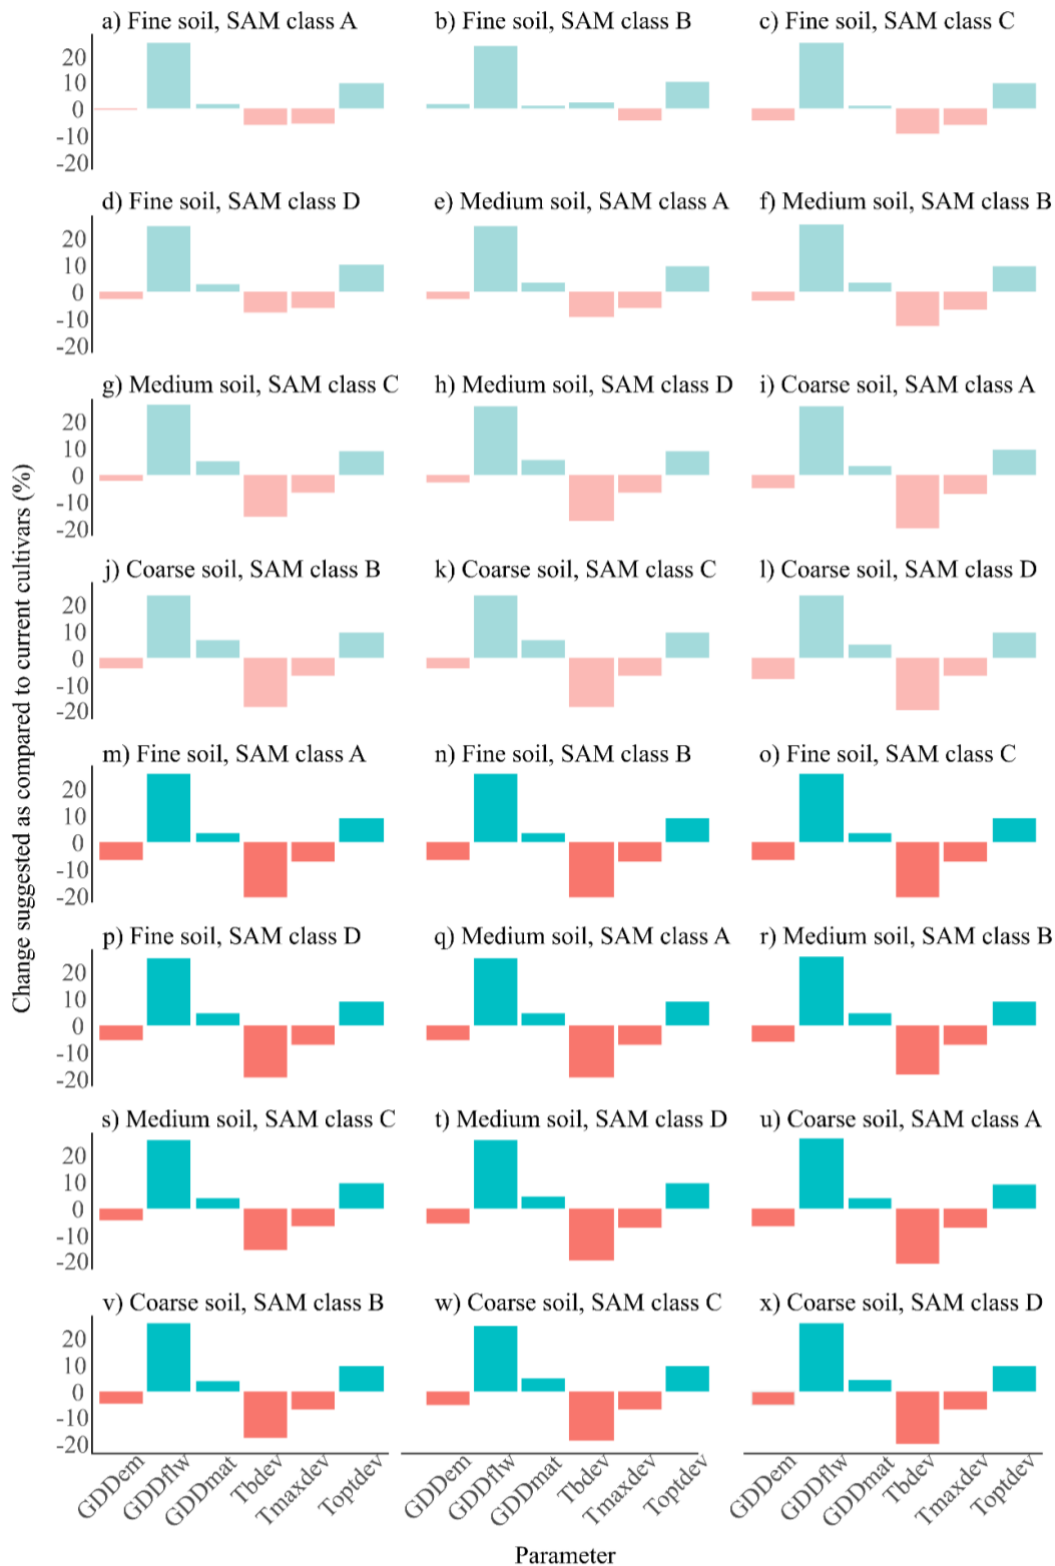 a) Fine soil, SAM class A
b) Fine soil, SAM class B
c) Fine soil, SAM class C
20
10
0
-10
-20
d) Fine soil, SAM class D
e) Medium soil, SAM class A
f) Medium soil, SAM class B
20
10
0
-10
-20
g) Medium soil, SAM class C
h) Medium soil, SAM class D
i) Coarse soil, SAM class A
20
10
0
-10
-20
j) Coarse soil, SAM class B
k) Coarse soil, SAM class C
l) Coarse soil, SAM class D
20
10
0
-10
-20
Change suggested as compared to current cultivars (%)
m) Fine soil, SAM class A
n) Fine soil, SAM class B
o) Fine soil, SAM class C
20
10
0
-10
-20
p) Fine soil, SAM class D
q) Medium soil, SAM class A
r) Medium soil, SAM class B
20
10
0
-10
-20
s) Medium soil, SAM class C
t) Medium soil, SAM class D
u) Coarse soil, SAM class A
20
10
0
-10
-20
v) Coarse soil, SAM class B
w) Coarse soil, SAM class C
x) Coarse soil, SAM class D
20
10
0
-10
-20
GDDem
GDDflw
GDDmat
Tbdev
Tmaxdev
Toptdev
GDDem
GDDflw
GDDmat
Tbdev
Tmaxdev
Toptdev
GDDem
GDDflw
GDDmat
Tbdev
Tmaxdev
Toptdev
Parameter